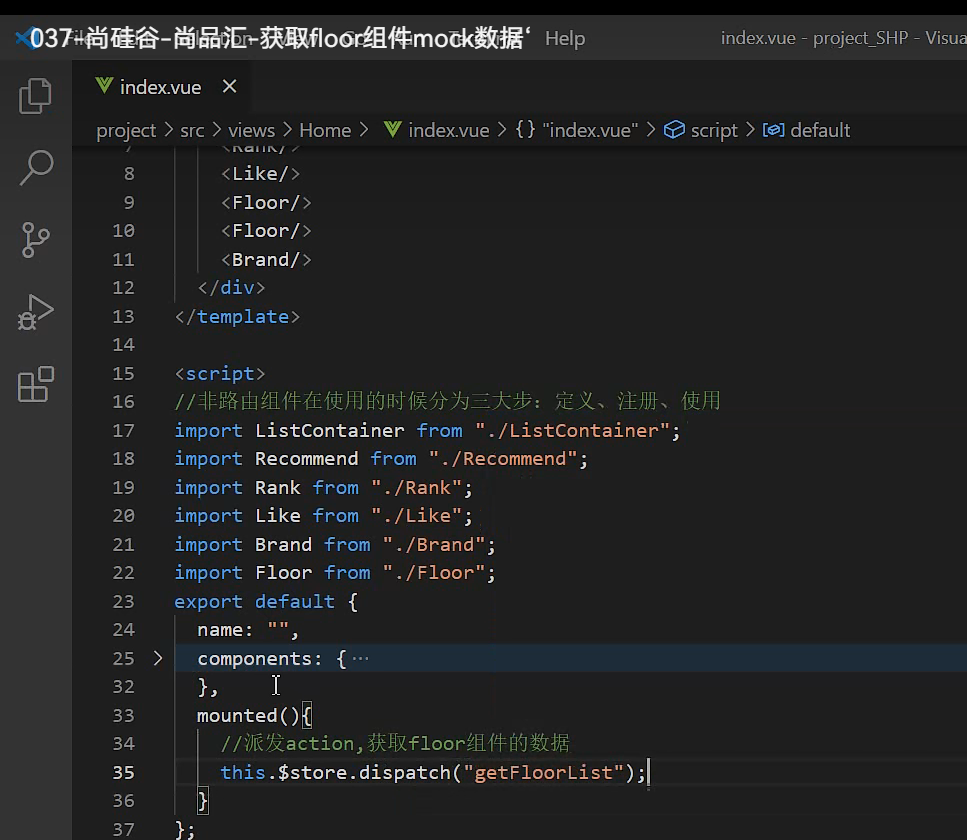 037-尚硅谷-尚品汇-获取floor组件mock数据
Help
index.vue - project_SHP - Visua
index.vue
project > src > views > Home > index.vue > {} "index.vue" > script > default
7 <Rank/>
8 <Like/>
9 <Floor/>
10 <Floor/>
11 <Brand/>
12 </div>
13 </template>
14
15 <script>
16 //非路由组件在使用的时候分为三大步：定义、注册、使用
17 import ListContainer from "./ListContainer";
18 import Recommend from "./Recommend";
19 import Rank from "./Rank";
20 import Like from "./Like";
21 import Brand from "./Brand";
22 import Floor from "./Floor";
23 export default {
24 name: "",
25 components: {…
32 },
33 mounted(){
34 //派发action,获取floor组件的数据
35 this.$store.dispatch("getFloorList");
36 }
37 };